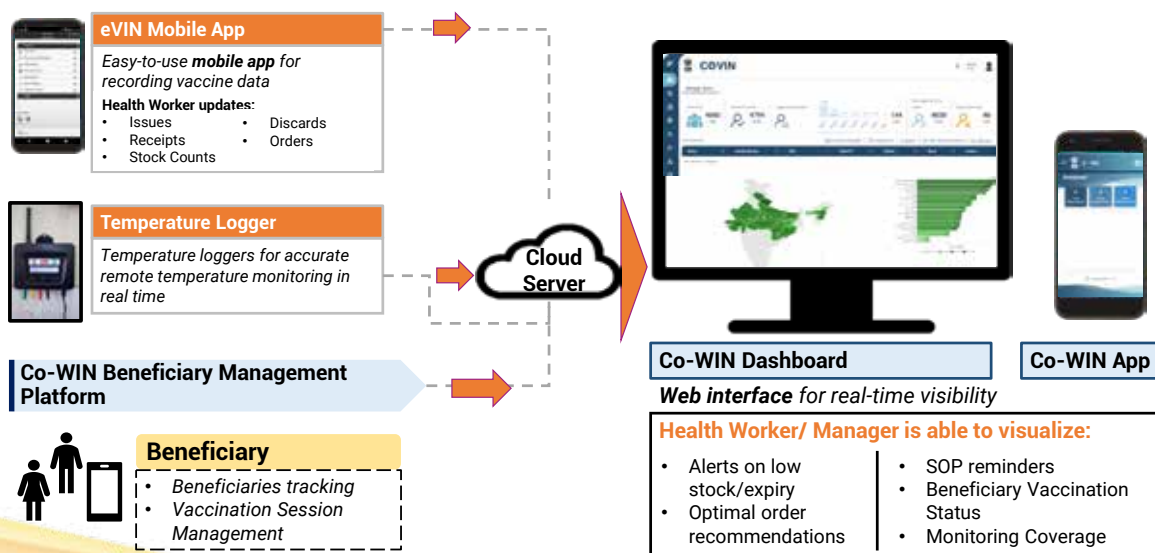 eVIN Mobile App
Easy-to-use mobile app for
recording vaccine data
Health Worker updates:
• Issues
• Receipts
• Stock Counts
• Discards
• Orders
Temperature Logger
Temperature loggers for accurate
remote temperature monitoring in
real time
Co-WIN Beneficiary Management
Platform
Beneficiary
• Beneficiaries tracking
• Vaccination Session
Management
Cloud
Server
COVIN
Co-WIN Dashboard
Web interface for real-time visibility
Co-WIN App
Health Worker/ Manager is able to visualize:
• Alerts on low
stock/expiry
• Optimal order
recommendations
• SOP reminders
• Beneficiary Vaccination
Status
• Monitoring Coverage